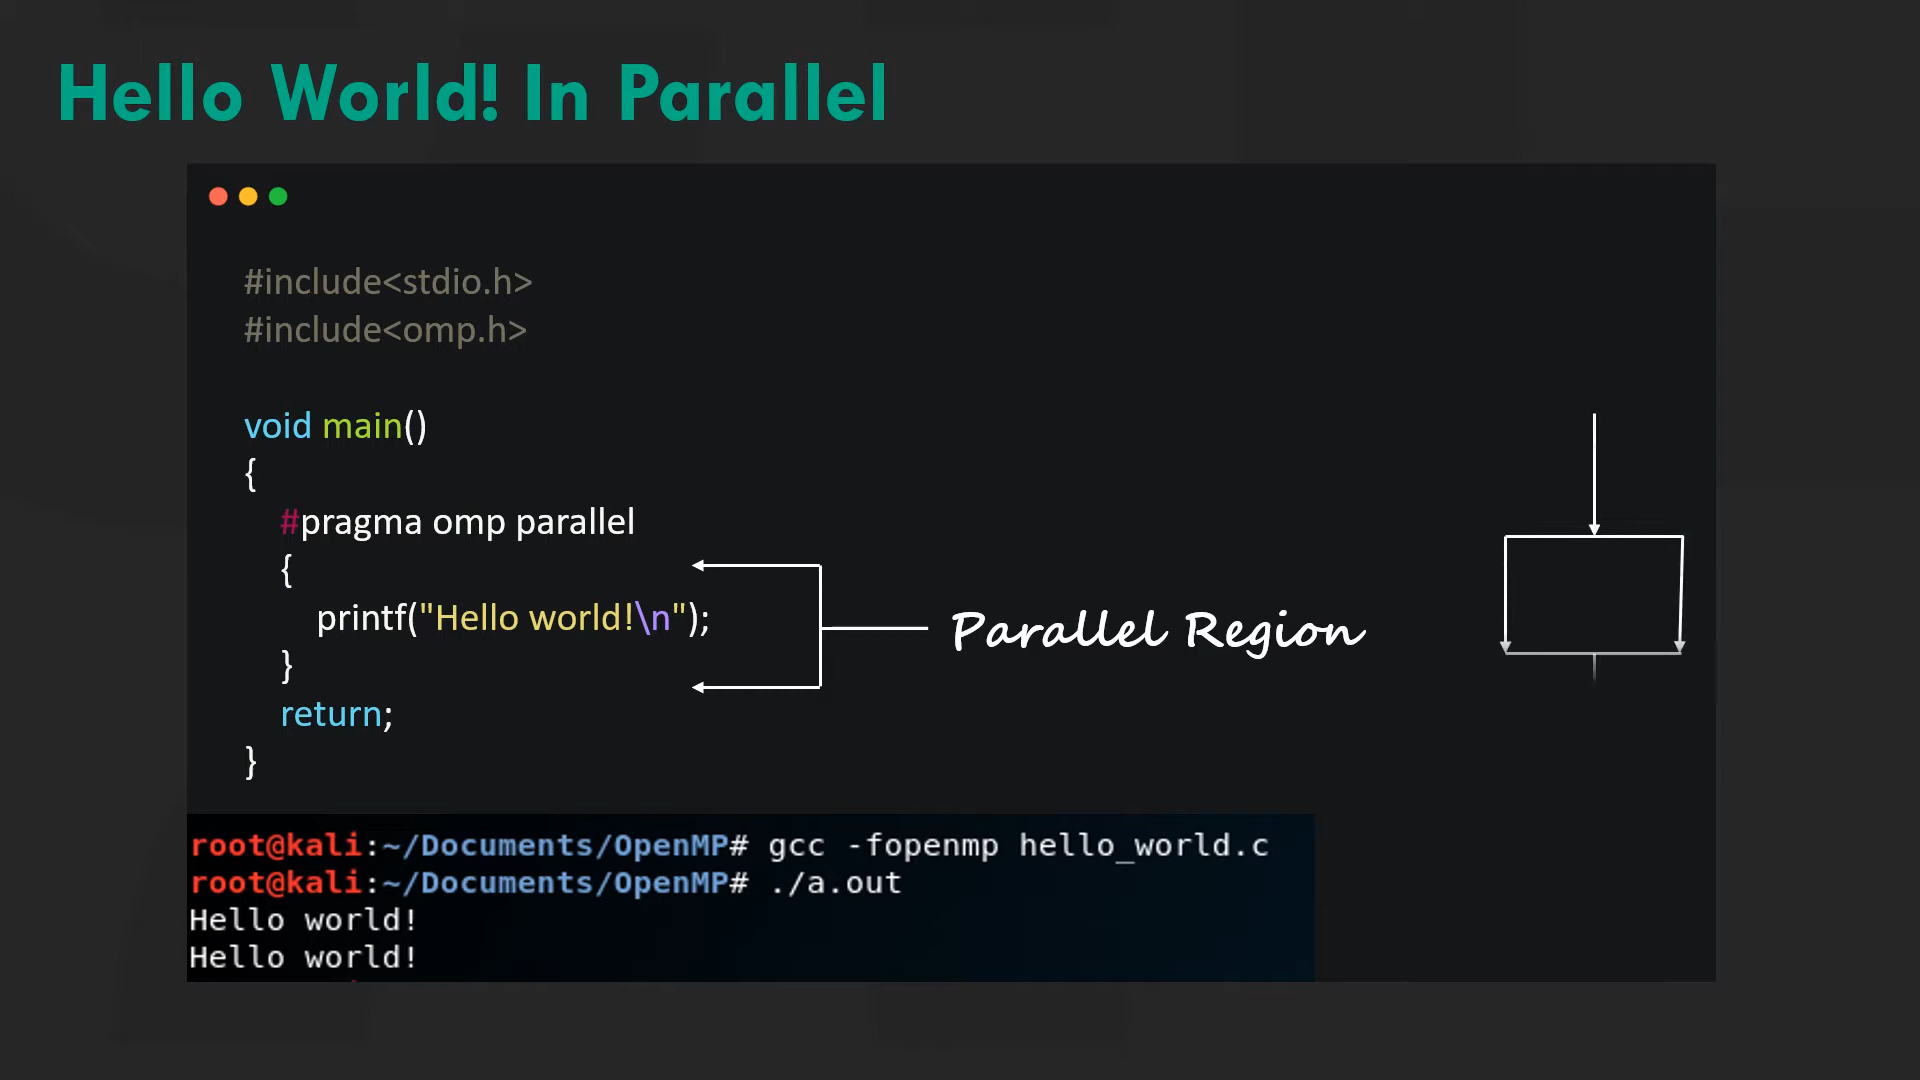 Hello World! In Parallel
#include<stdio.h>
#include<omp.h>
void main()
{
#pragma omp parallel
{
printf("Hello world!\n");
}
return;
}
Parallel Region
root@kali:~/Documents/OpenMP# gcc -fopenmp hello_world.c
root@kali:~/Documents/OpenMP# ./a.out
Hello world!
Hello world!